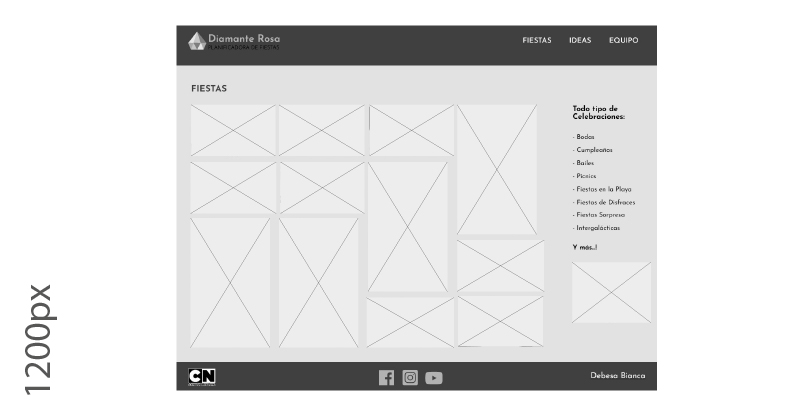 Diamante Rosa
PLANIFICADORA DE FIESTAS
FIESTAS IDEAS EQUIPO
FIESTAS
Todo tipo de
Celebraciones:
- Bodas
- Cumpleaños
- Bailes
- Picnics
- Fiestas en la Playa
- Fiestas de Disfraces
- Fiestas Sorpresa
- Intergalácticas
Y más..!
1200px
CN
Debesa Bianca